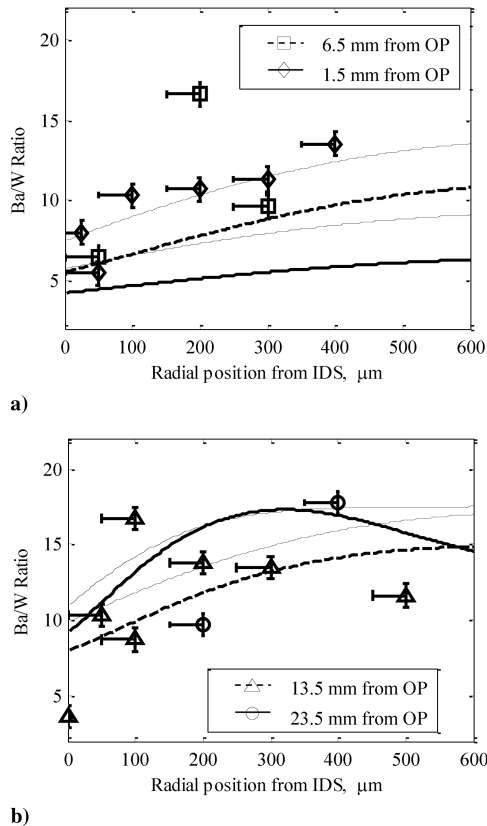 20
15
10
5
Ba/W Ratio
6.5 mm from OP
1.5 mm from OP
0 100 200 300 400 500 600
Radial position from IDS, μm
a)
20
15
10
5
Ba/W Ratio
13.5 mm from OP
23.5 mm from OP
0 100 200 300 400 500 600
Radial position from IDS, μm
b)